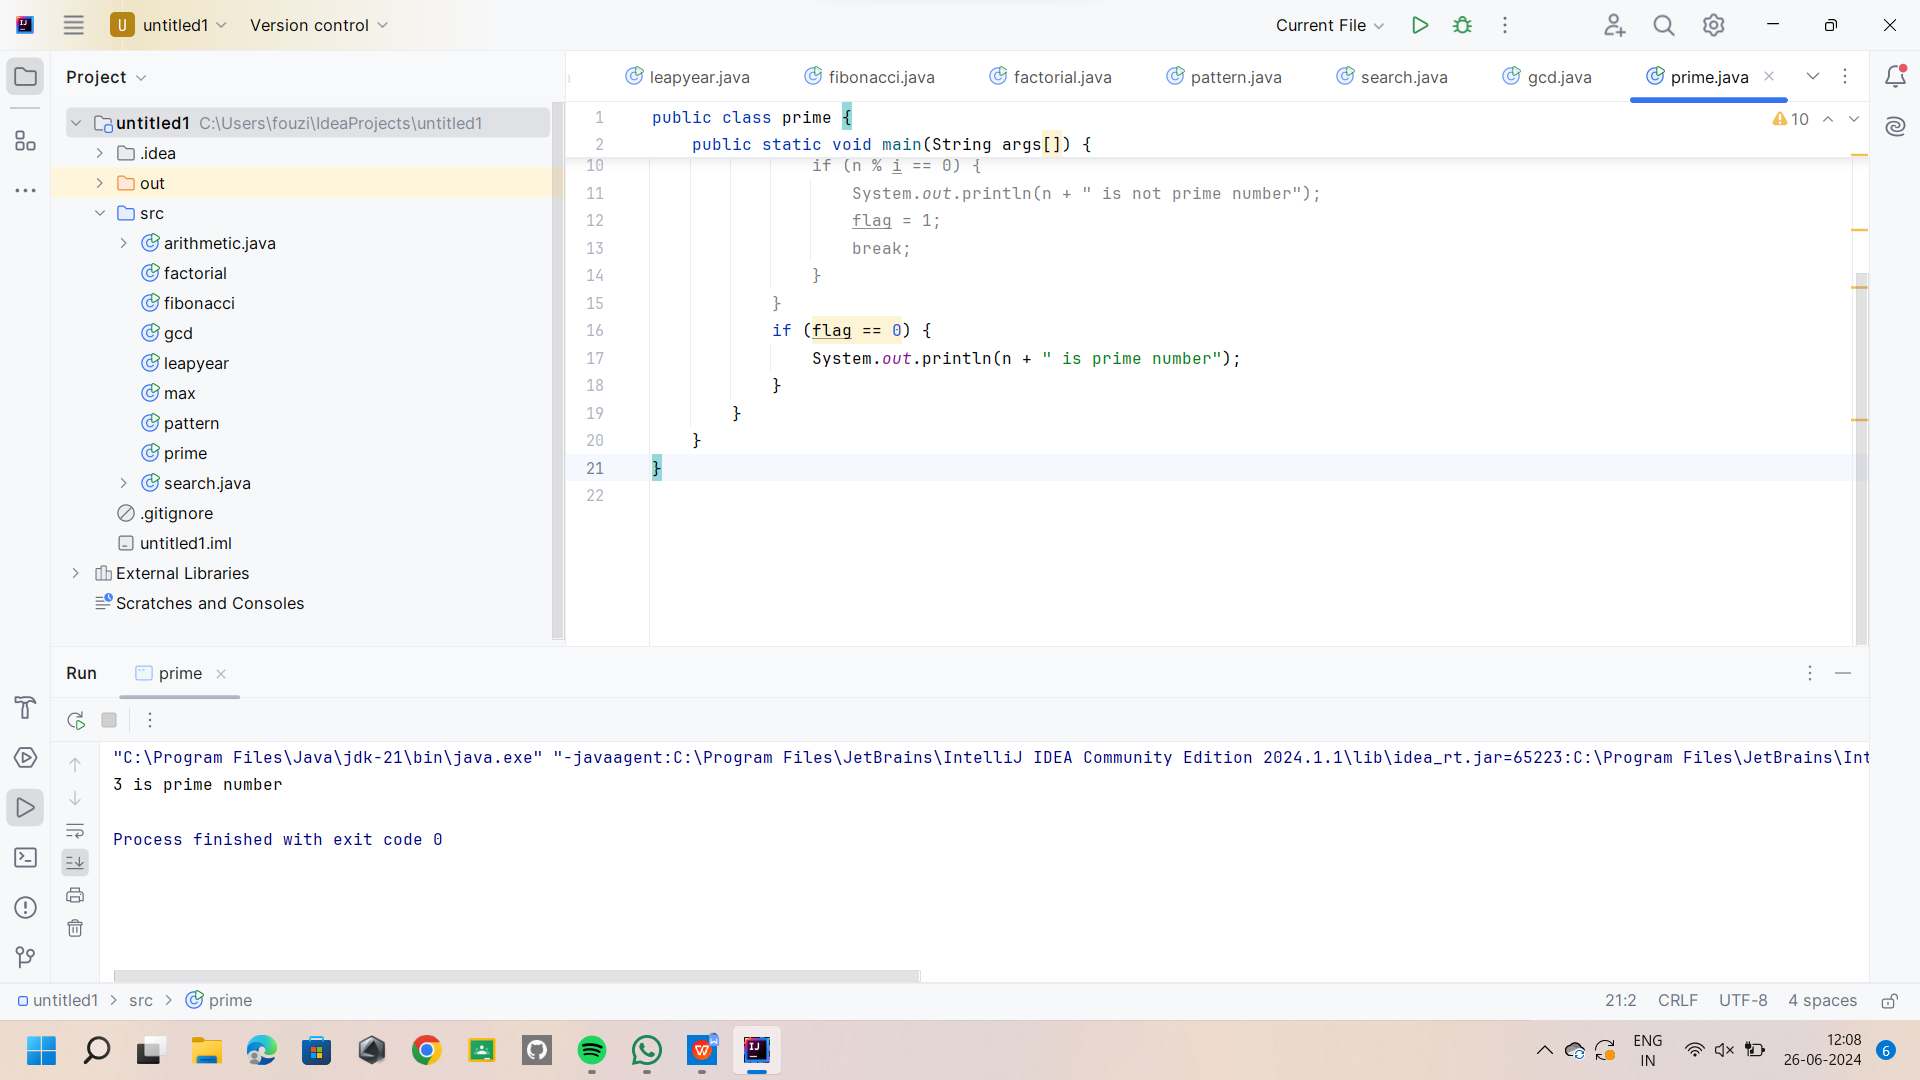 U untitled1 Version control Current File
Project
leapyear.java fibonacci.java factorial.java pattern.java search.java gcd.java prime.java
untitled1 C:\Users\fouzi\IdeaProjects\untitled1
.idea
out
src
arithmetic.java
factorial
fibonacci
gcd
leapyear
max
pattern
prime
search.java
.gitignore
untitled1.iml
External Libraries
Scratches and Consoles
10
1 public class prime {
2 public static void main(String args[]) {
10 if (n % i == 0) {
11 System.out.println(n + " is not prime number");
12 flag = 1;
13 break;
14 }
15 }
16 if (flag == 0) {
17 System.out.println(n + " is prime number");
18 }
19 }
20 }
21 }
22
Run prime
"C:\Program Files\Java\jdk-21\bin\java.exe" "-javaagent:C:\Program Files\JetBrains\IntelliJ IDEA Community Edition 2024.1.1\lib\idea_rt.jar=65223:C:\Program Files\JetBrains\Int
3 is prime number
Process finished with exit code 0
untitled1 > src > prime
21:2 CRLF UTF-8 4 spaces
ENG
IN
12:08
26-06-2024
6